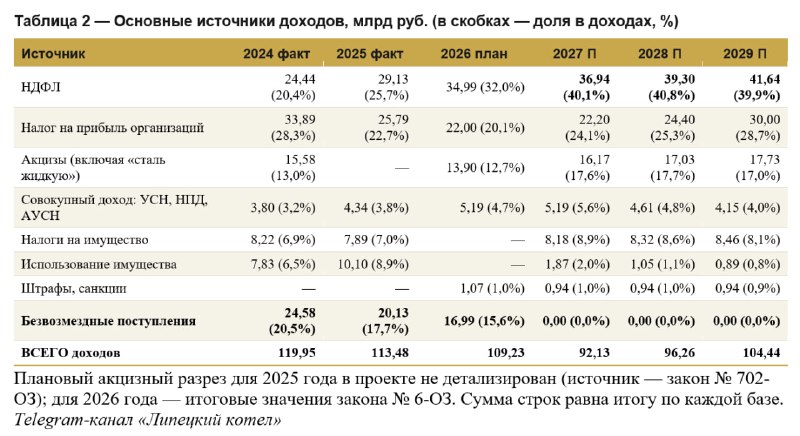 Таблица 2 — Основные источники доходов, млрд руб. (в скобках — доля в доходах, %)
Источник 2024 факт 2025 факт 2026 план 2027 П 2028 П 2029 П
НДФЛ 24,44 (20,4%) 29,13 (25,7%) 34,99 (32,0%) 36,94 (40,1%) 39,30 (40,8%) 41,64 (39,9%)
Налог на прибыль организаций 33,89 (28,3%) 25,79 (22,7%) 22,00 (20,1%) 22,20 (24,1%) 24,40 (25,3%) 30,00 (28,7%)
Акцизы (включая «сталь жидкую») 15,58 (13,0%) — 13,90 (12,7%) 16,17 (17,6%) 17,03 (17,7%) 17,73 (17,0%)
Совокупный доход: УСН, НПД, АУСН 3,80 (3,2%) 4,34 (3,8%) 5,19 (4,7%) 5,19 (5,6%) 4,61 (4,8%) 4,15 (4,0%)
Налоги на имущество 8,22 (6,9%) 7,89 (7,0%) — 8,18 (8,9%) 8,32 (8,6%) 8,46 (8,1%)
Использование имущества 7,83 (6,5%) 10,10 (8,9%) — 1,87 (2,0%) 1,05 (1,1%) 0,89 (0,8%)
Штрафы, санкции — — 1,07 (1,0%) 0,94 (1,0%) 0,94 (1,0%) 0,94 (0,9%)
Безвозмездные поступления 24,58 (20,5%) 20,13 (17,7%) 16,99 (15,6%) 0,00 (0,0%) 0,00 (0,0%) 0,00 (0,0%)
ВСЕГО доходов 119,95 113,48 109,23 92,13 96,26 104,44
Плановый акцизный разрез для 2025 года в проекте не детализирован (источник — закон № 702-
ОЗ); для 2026 года — итоговые значения закона № 6-ОЗ. Сумма строк равна итогу по каждой базе.
Telegram-канал «Липецкий котел»